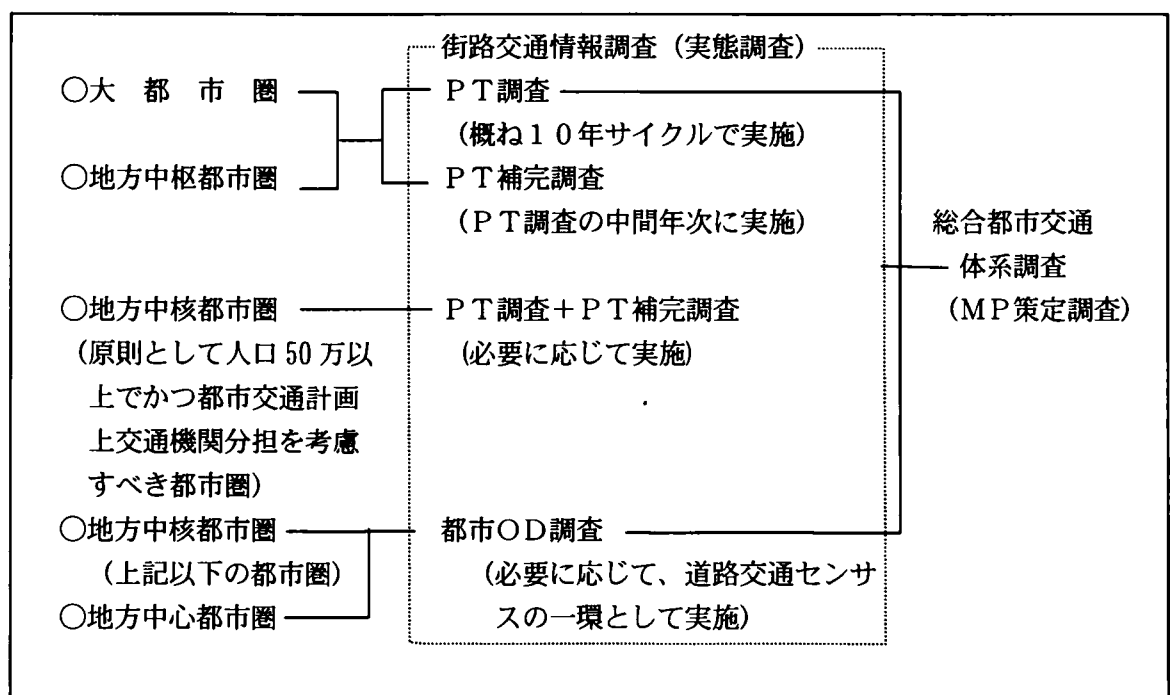 街路交通情報調査（実態調査）
○大都市圏
ＰＴ調査
（概ね１０年サイクルで実施）
○地方中枢都市圏
ＰＴ補完調査
（ＰＴ調査の中間年次に実施）
総合都市交通
体系調査
（ＭＰ策定調査）
○地方中核都市圏
ＰＴ調査＋ＰＴ補完調査
（原則として人口50万以
（必要に応じて実施）
上でかつ都市交通計画
上交通機関分担を考慮
すべき都市圏）
○地方中核都市圏
都市ＯＤ調査
（上記以下の都市圏）
（必要に応じて、道路交通センサ
○地方中心都市圏
スの一環として実施）